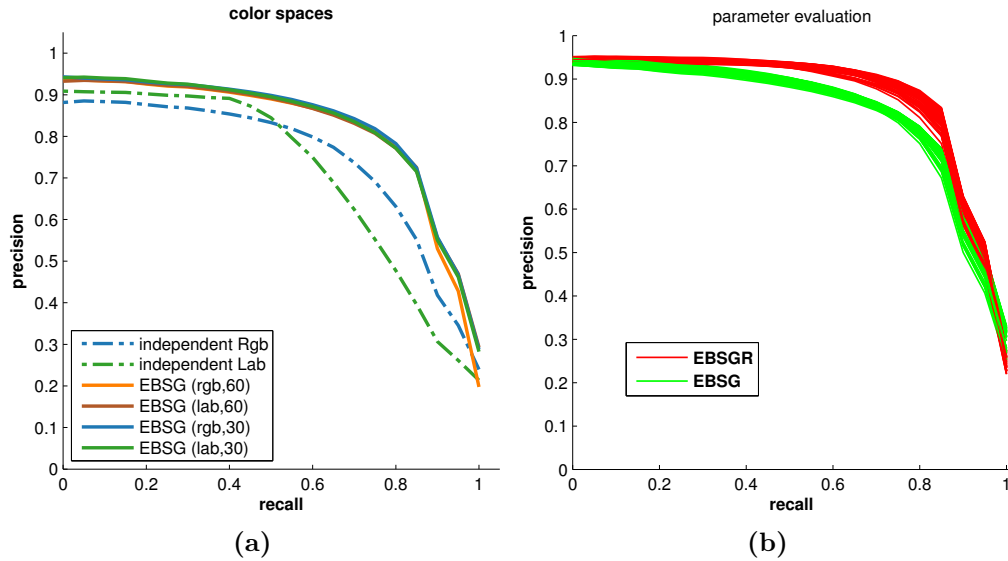 color spaces
1
0.9
0.8
0.7
0.6
0.5
0.4
0.3
0.2
0.1
0
precision
independent Rgb
independent Lab
EBSG (rgb,60)
EBSG (lab,60)
EBSG (rgb,30)
EBSG (lab,30)
0 0.2 0.4 0.6 0.8 1
recall
(a)
parameter evaluation
1
0.9
0.8
0.7
0.6
0.5
0.4
0.3
0.2
0.1
0
precision
EBSGR
EBSG
0 0.2 0.4 0.6 0.8 1
recall
(b)